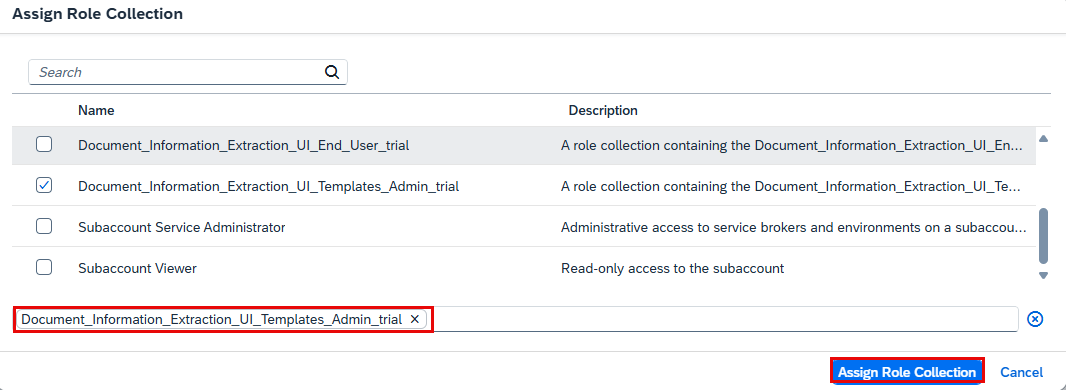 Assign Role Collection
Search
Name Description
Document_Information_Extraction_UI_End_User_trial A role collection containing the Document_Information_Extraction_UI_En...
Document_Information_Extraction_UI_Templates_Admin_trial A role collection containing the Document_Information_Extraction_UI_Te...
Subaccount Service Administrator Administrative access to service brokers and environments on a subaccou...
Subaccount Viewer Read-only access to the subaccount
Document_Information_Extraction_UI_Templates_Admin_trial
Assign Role Collection Cancel